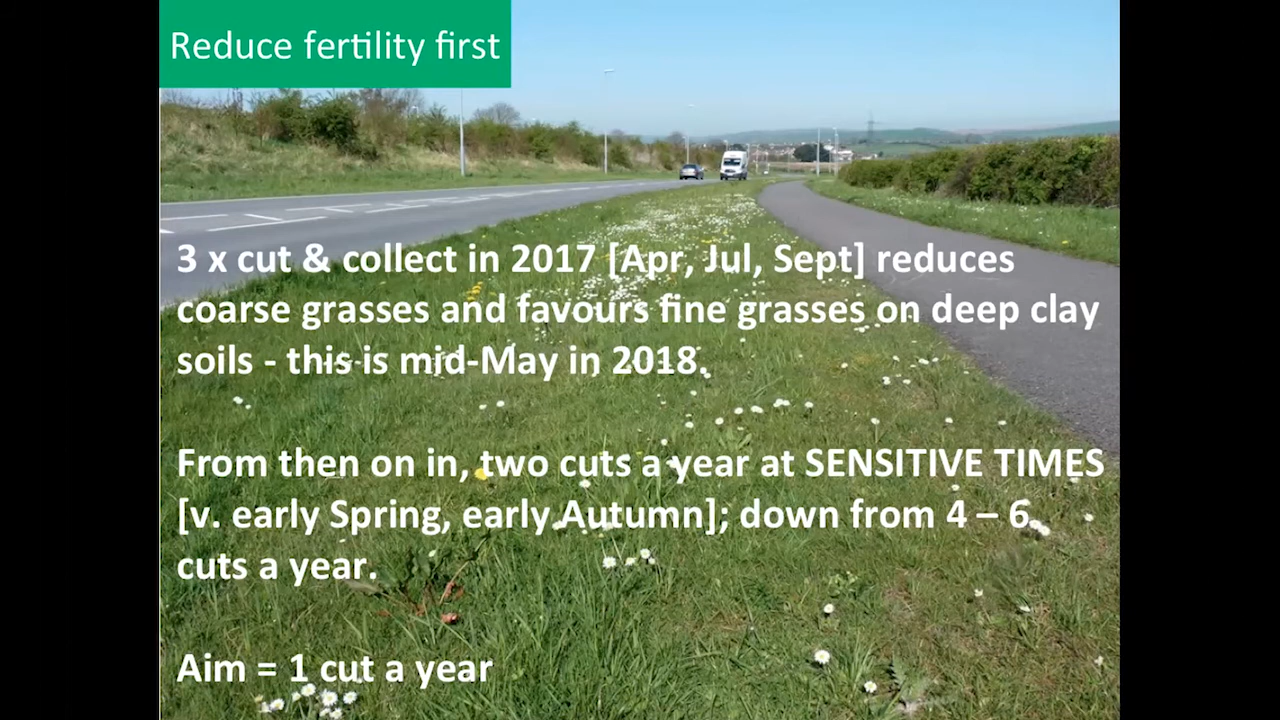 Reduce fertility first
3 x cut & collect in 2017 [Apr, Jul, Sept] reduces
coarse grasses and favours fine grasses on deep clay
soils - this is mid-May in 2018.
From then on in, two cuts a year at SENSITIVE TIMES
[v. early Spring, early Autumn]; down from 4 – 6
cuts a year.
Aim = 1 cut a year